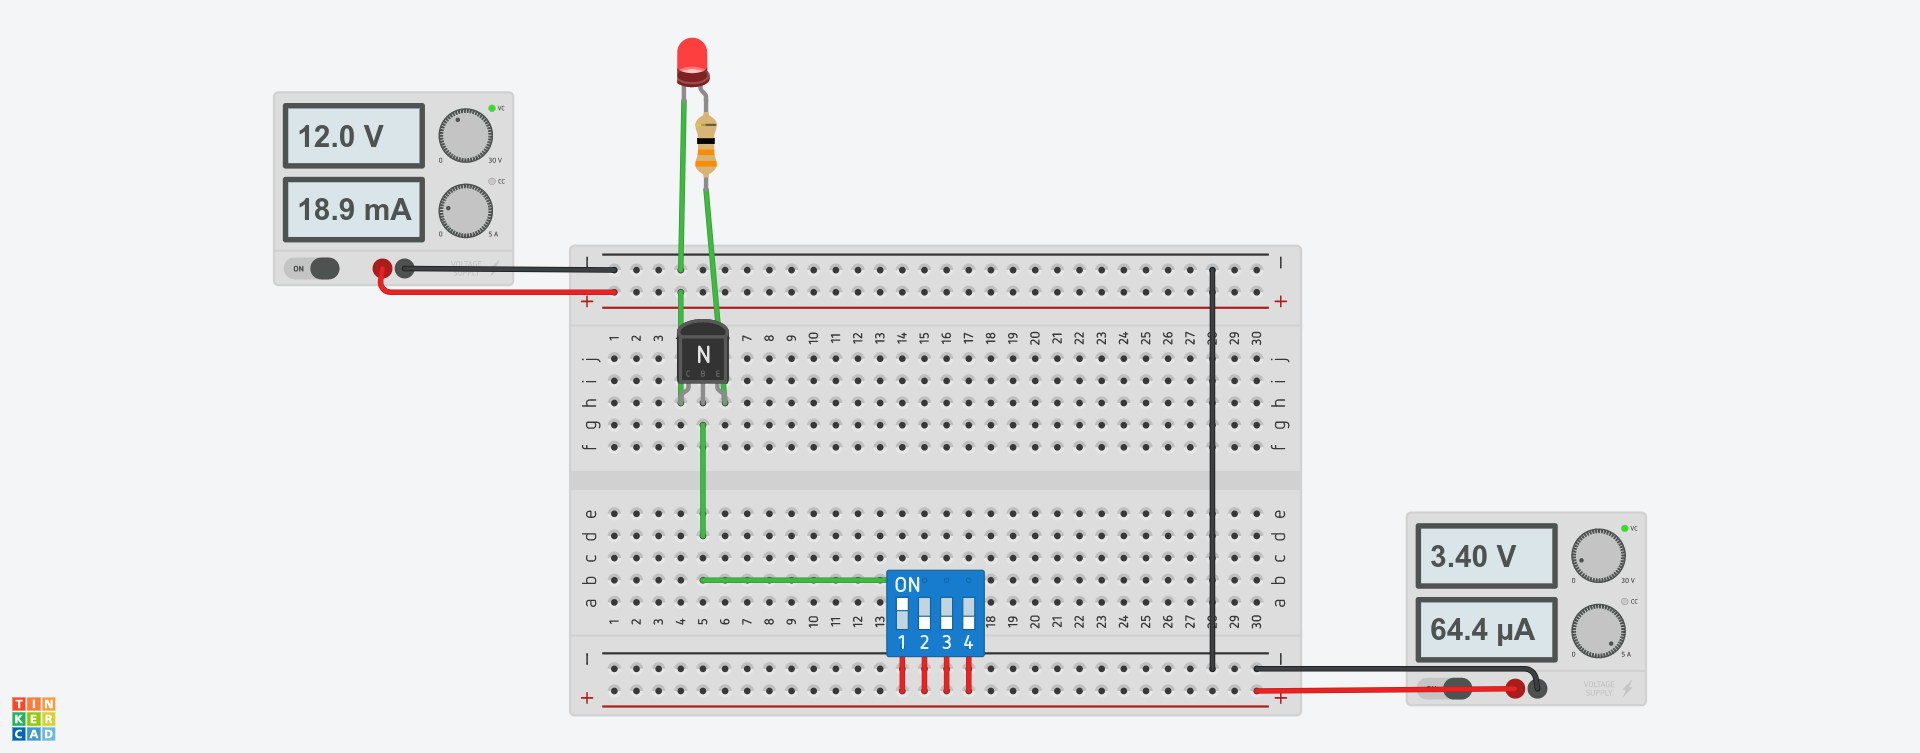 12.0 V
VC
0
30 V
18.9 mA
CC
0
5 A
ON
VOLTAGE
SUPPLY
+
+
1 2 3 7 8 9 10 11 12 13 14 15 16 17 18 19 20 21 22 23 24 25 26 27 29 30
N
C B E
j j
i i
h h
g g
f f
e e
d d
c c
b b
a a
1 2 3 4 5 6 7 8 9 10 11 12 13 18 19 20 21 22 23 24 25 26 27 29 30
ON
1 2 3 4
+
+
3.40 V
VC
0
30 V
64.4 µA
CC
0
5 A
VOLTAGE
SUPPLY
TIN
KER
CAD